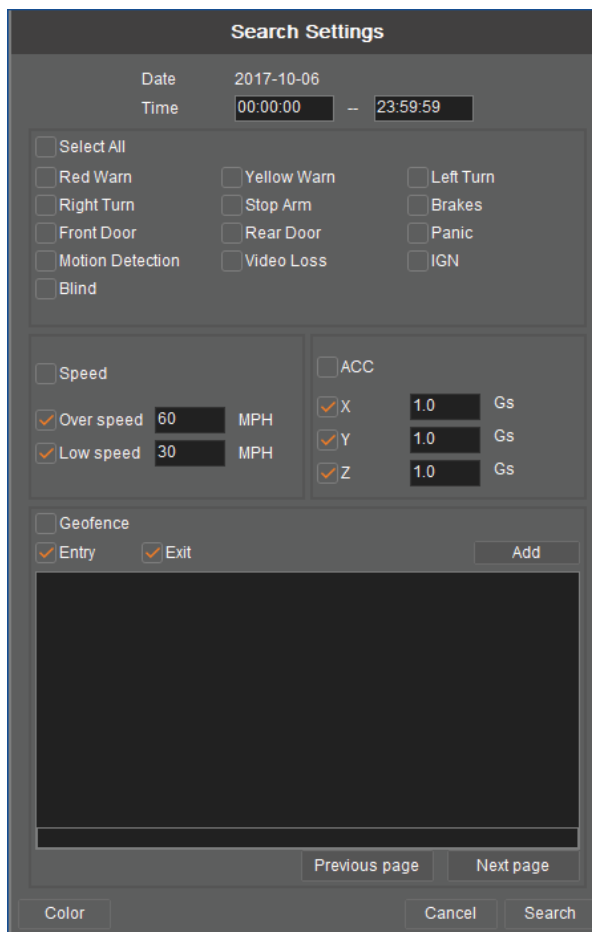 Search Settings
Date 2017-10-06
Time 00:00:00 -- 23:59:59
Select All
Red Warn Yellow Warn Left Turn
Right Turn Stop Arm Brakes
Front Door Rear Door Panic
Motion Detection Video Loss IGN
Blind
Speed
Over speed 60 MPH
Low speed 30 MPH
ACC
X 1.0 Gs
Y 1.0 Gs
Z 1.0 Gs
Geofence
Entry Exit Add
Previous page Next page
Color Cancel Search